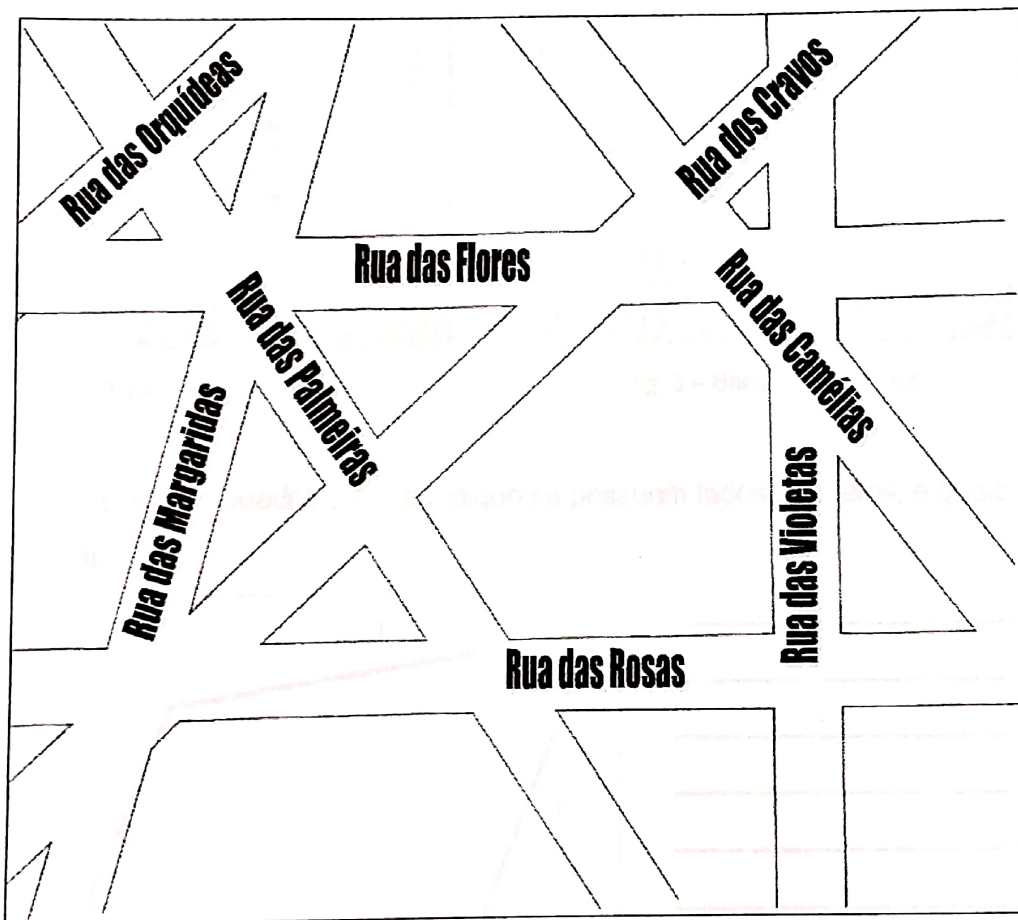 Rua das Orquídeas
Rua dos Cravos
Rua das Flores
Rua das Palmeiras
Rua das Camélias
Rua das Margaridas
Rua das Violetas
Rua das Rosas